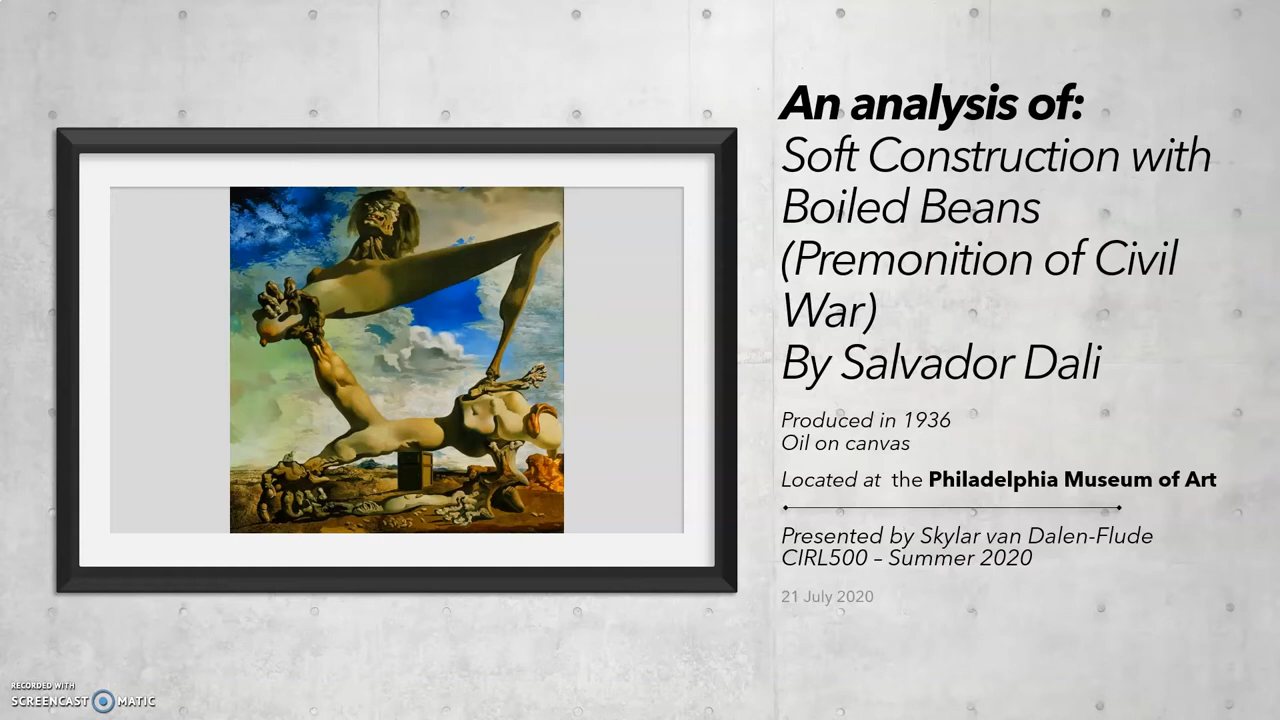 An analysis of:
Soft Construction with
Boiled Beans
(Premonition of Civil
War)
By Salvador Dali
Produced in 1936
Oil on canvas
Located at the Philadelphia Museum of Art
Presented by Skylar van Dalen-Flude
CIRL500 – Summer 2020
21 July 2020
RECORDED WITH
SCREENCAST MATIC